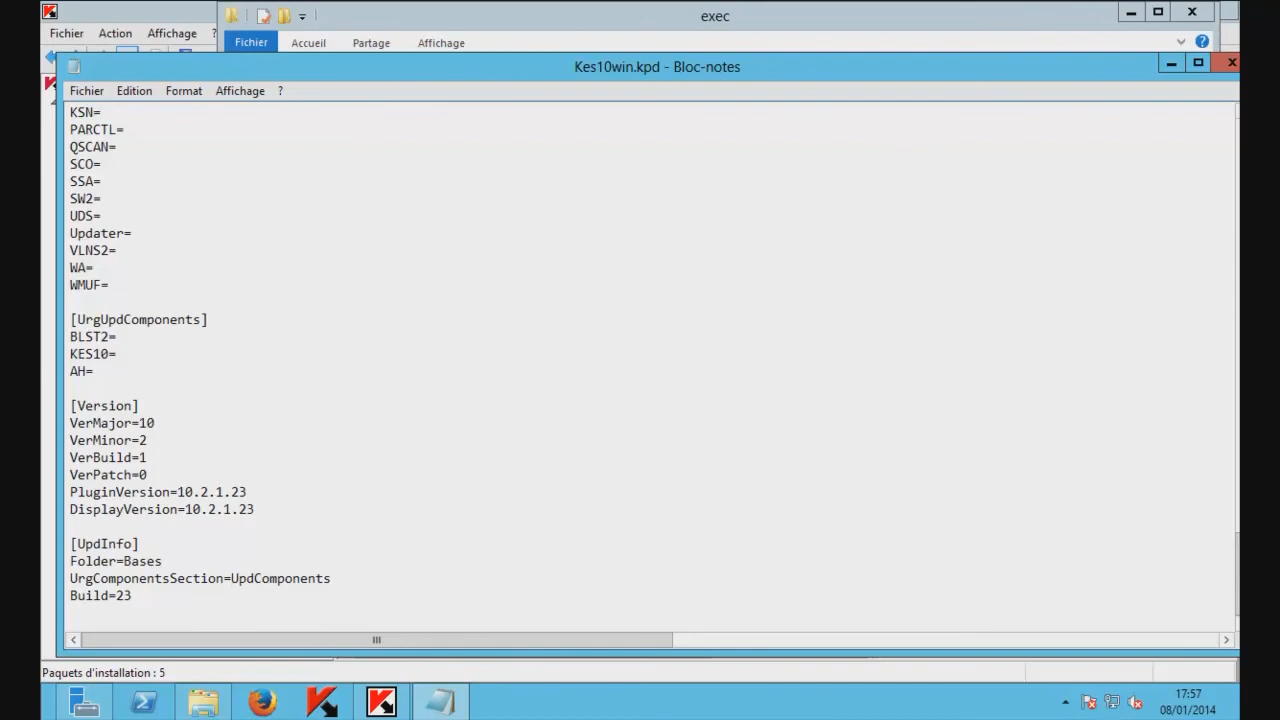 exec
Fichier Action Affichage ?
Fichier Accueil Partage Affichage
Kes10win.kpd - Bloc-notes
Fichier Edition Format Affichage ?
KSN=
PARCTL=
QSCAN=
SCO=
SSA=
SW2=
UDS=
Updater=
VLNS2=
WA=
WMUF=
[UrgUpdComponents]
BLST2=
KES10=
AH=
[Version]
VerMajor=10
VerMinor=2
VerBuild=1
VerPatch=0
PluginVersion=10.2.1.23
DisplayVersion=10.2.1.23
[UpdInfo]
Folder=Bases
UrgComponentsSection=UpdComponents
Build=23
Paquets d'installation : 5
17:57
08/01/2014